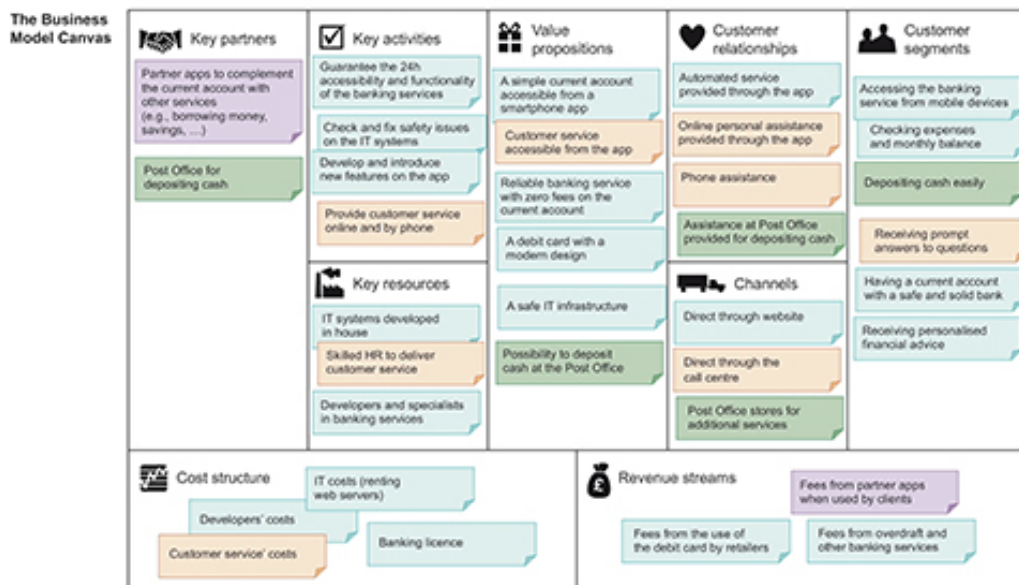 The Business
Model Canvas
Key partners
Partner apps to complement
the current account with
other services
(e.g., borrowing money,
savings, ...)
Post Office for
depositing cash
Key activities
Guarantee the 24h
accessibility and functionality
of the banking services
Check and fix safety issues
on the IT systems
Develop and introduce
new features on the app
Provide customer service
online and by phone
Key resources
IT systems developed
in house
Skilled HR to deliver
customer service
Developers and specialists
in banking services
Value
propositions
A simple current account
accessible from a
smartphone app
Customer service
accessible from the app
Reliable banking service
with zero fees on the
current account
A debit card with a
modern design
A safe IT infrastructure
Possibility to deposit
cash at the Post Office
Customer
relationships
Automated service
provided through the app
Online personal assistance
provided through the app
Phone assistance
Assistance at Post Office
provided for depositing cash
Channels
Direct through website
Direct through the
call centre
Post Office stores for
additional services
Customer
segments
Accessing the banking
service from mobile devices
Checking expenses
and monthly balance
Depositing cash easily
Receiving prompt
answers to questions
Having a current account
with a safe and solid bank
Receiving personalised
financial advice
Cost structure
IT costs (renting
web servers)
Developers' costs
Customer service' costs
Banking licence
£
Revenue streams
Fees from partner apps
when used by clients
Fees from the use of
the debit card by retailers
Fees from overdraft and
other banking services